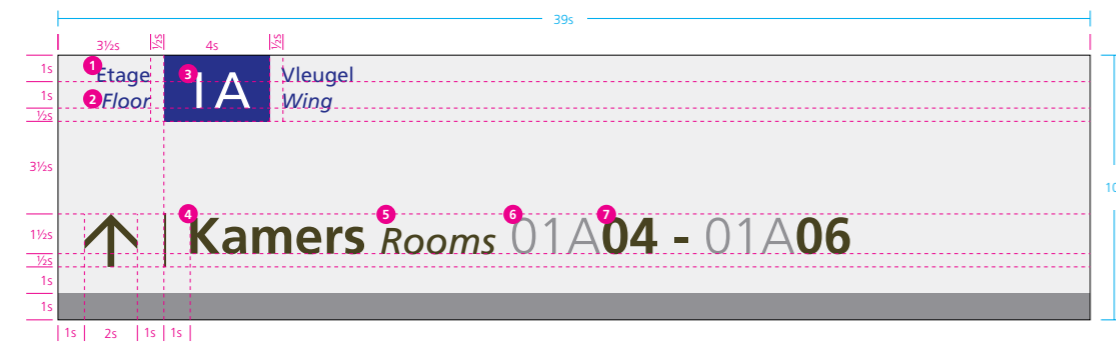 39s
3½s ½s 4s ½s
1s 1 Etage 3 1A Vleugel
1s 2 Floor Wing
½s
3½s
10
4 5 6 7
1½s Kamers Rooms 01A04 - 01A06
½s
1s
1s
1s 2s 1s 1s